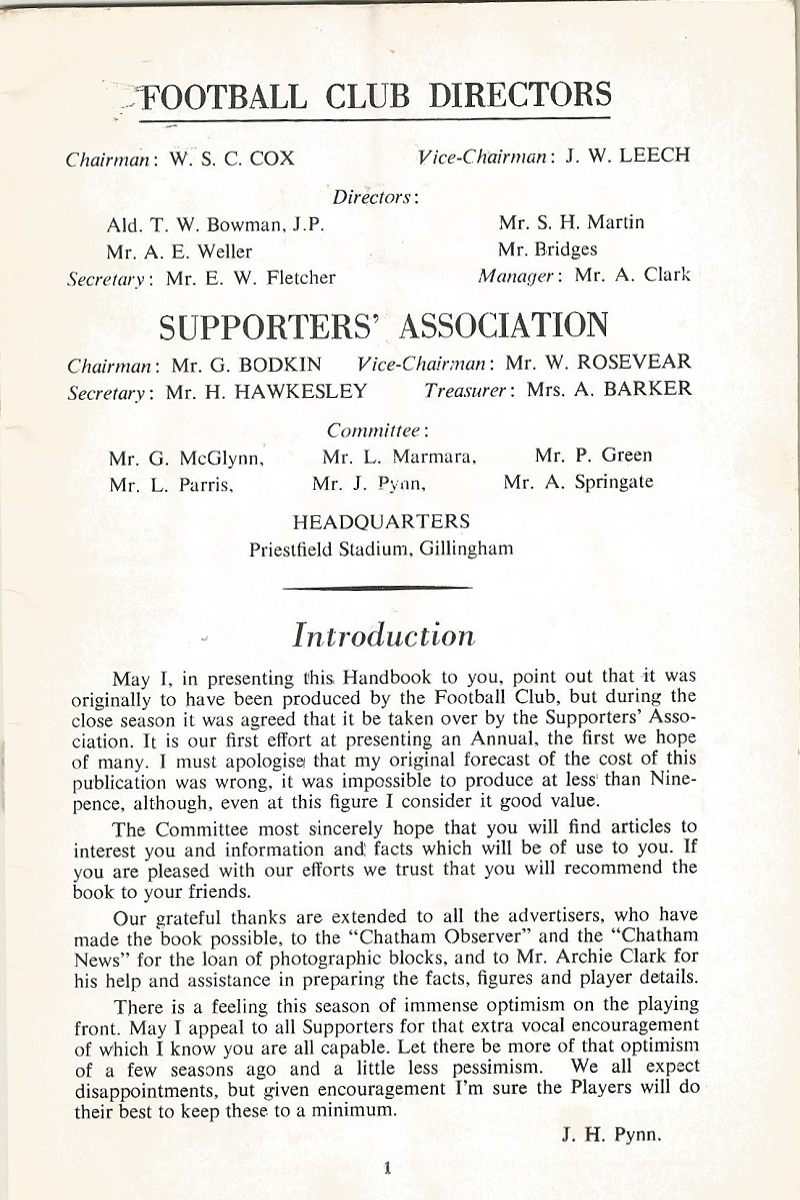 FOOTBALL CLUB DIRECTORS
Chairman: W. S. C. COX Vice-Chairman: J. W. LEECH
Directors:
Ald. T. W. Bowman, J.P. Mr. S. H. Martin
Mr. A. E. Weller Mr. Bridges
Secretary: Mr. E. W. Fletcher Manager: Mr. A. Clark
SUPPORTERS' ASSOCIATION
Chairman: Mr. G. BODKIN Vice-Chairman: Mr. W. ROSEVEAR
Secretary: Mr. H. HAWKESLEY Treasurer: Mrs. A. BARKER
Committee:
Mr. G. McGlynn, Mr. L. Marmara, Mr. P. Green
Mr. L. Parris, Mr. J. Pynn, Mr. A. Springate
HEADQUARTERS
Priestfield Stadium, Gillingham
Introduction
May I, in presenting this Handbook to you, point out that it was
originally to have been produced by the Football Club, but during the
close season it was agreed that it be taken over by the Supporters' Asso-
ciation. It is our first effort at presenting an Annual, the first we hope
of many. I must apologise that my original forecast of the cost of this
publication was wrong, it was impossible to produce at less than Nine-
pence, although, even at this figure I consider it good value.
The Committee most sincerely hope that you will find articles to
interest you and information and facts which will be of use to you. If
you are pleased with our efforts we trust that you will recommend the
book to your friends.
Our grateful thanks are extended to all the advertisers, who have
made the book possible, to the "Chatham Observer" and the "Chatham
News" for the loan of photographic blocks, and to Mr. Archie Clark for
his help and assistance in preparing the facts, figures and player details.
There is a feeling this season of immense optimism on the playing
front. May I appeal to all Supporters for that extra vocal encouragement
of which I know you are all capable. Let there be more of that optimism
of a few seasons ago and a little less pessimism. We all expect
disappointments, but given encouragement I'm sure the Players will do
their best to keep these to a minimum.
J. H. Pynn.
1